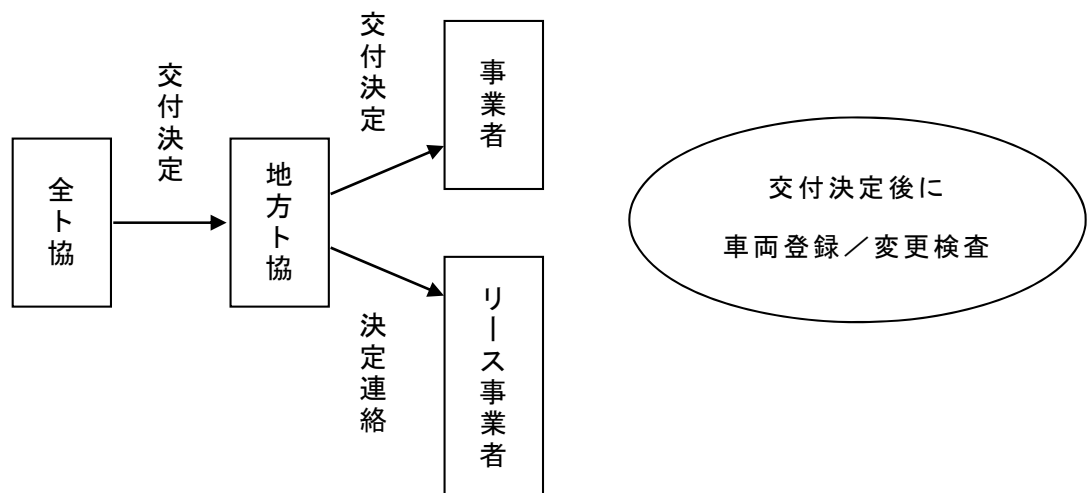 全ト協
交付決定
地方ト協
交付決定
事業者
決定連絡
リース事業者
交付決定後に
車両登録／変更検査